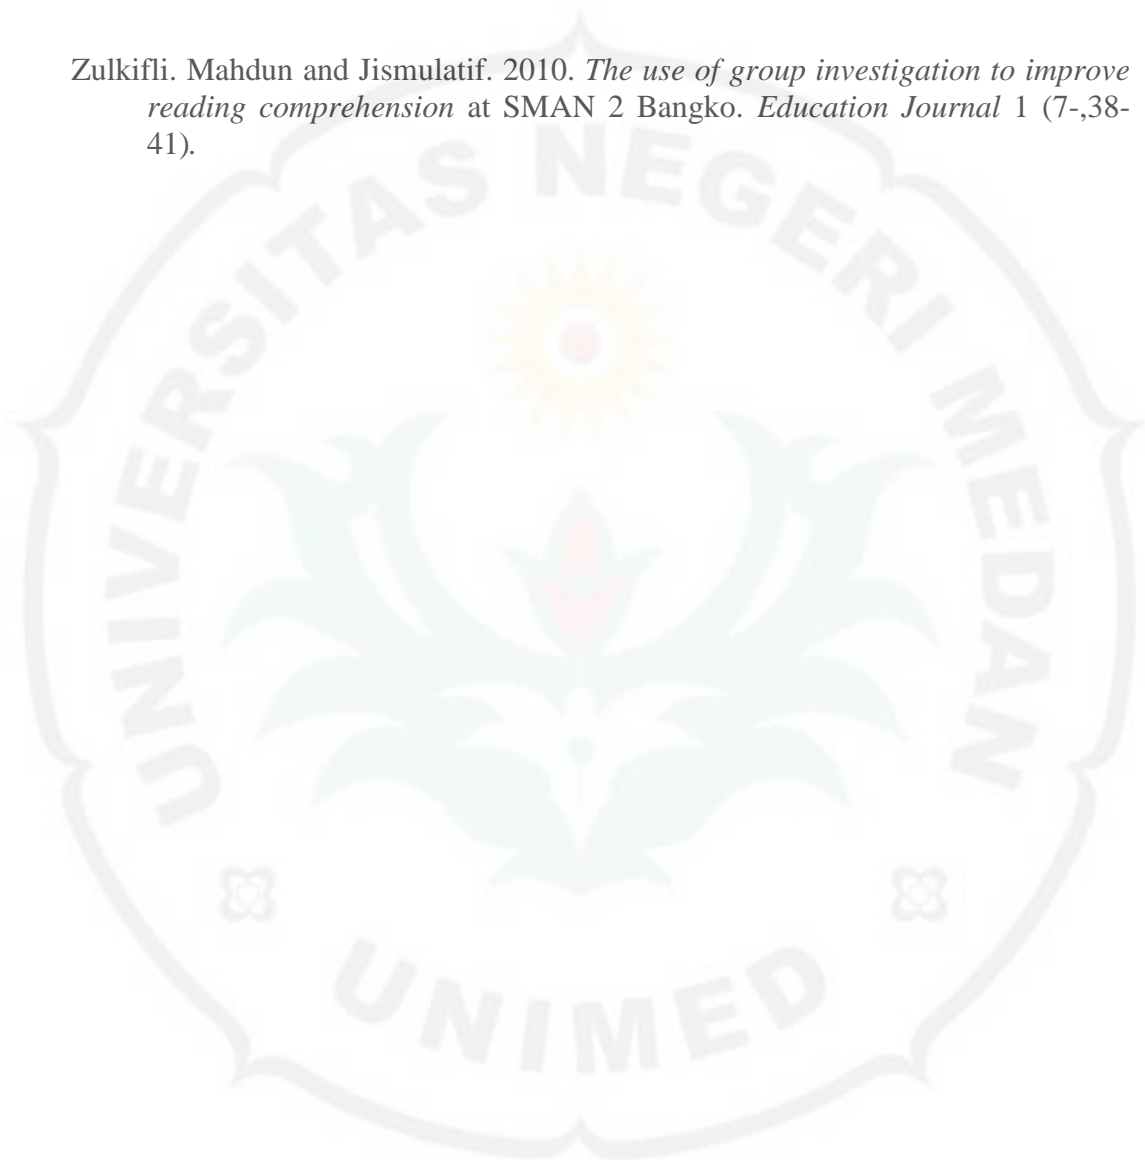 Zulkifli. Mahdun and Jismulatif. 2010. The use of group investigation to improve
reading comprehension at SMAN 2 Bangko. Education Journal 1 (7-,38-
41).
UNIVERSITAS NEGERI MEDAN
UNIMED